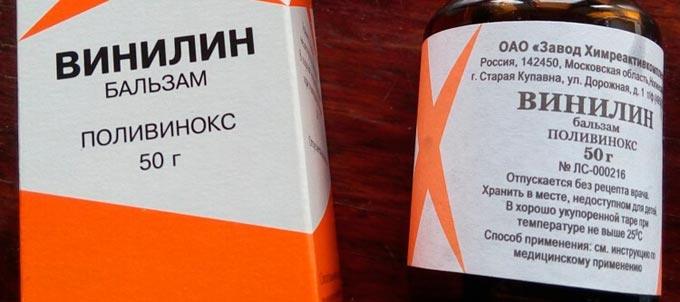 ВИНИЛИН
БАЛЬЗАМ
ПОЛИВИНОКС
50 г
ОАО «Завод
Россия, 142450, Московская область,
г. Старая Купавна, ул. Дорожная, д. 1
ВИНИЛИН
бальзам
ПОЛИВИНОКС
50 г
№ ЛС-000216
Отпускается без рецепта врача.
Хранить в месте, недоступном для детей.
В хорошо укупоренной таре при
температуре не выше 25⁰С
Способ применения: см. инструкцию по
медицинскому применению